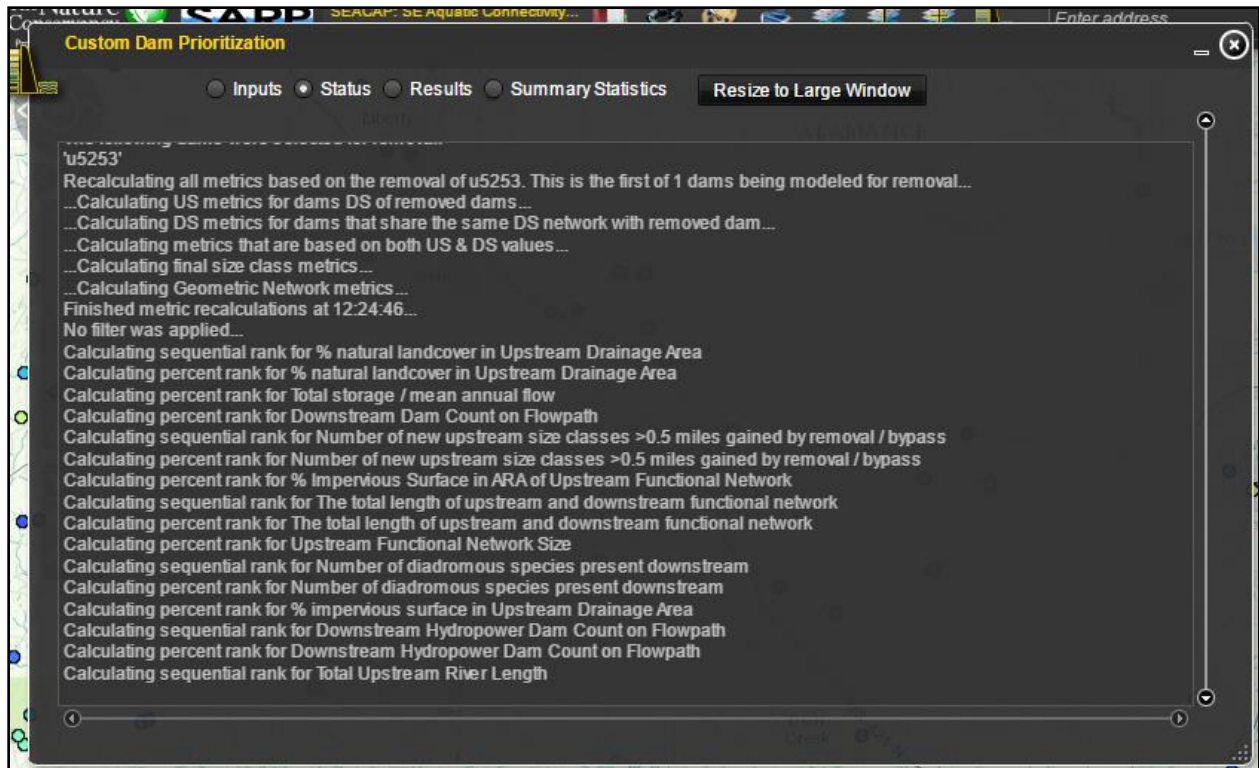 Nature
SARP
SEACAP: SE Aquatic Connectivity...
Enter address
Custom Dam Prioritization
Inputs Status Results Summary Statistics Resize to Large Window
'u5253'
Recalculating all metrics based on the removal of u5253. This is the first of 1 dams being modeled for removal...
...Calculating US metrics for dams DS of removed dams...
...Calculating DS metrics for dams that share the same DS network with removed dam...
...Calculating metrics that are based on both US & DS values...
...Calculating final size class metrics...
...Calculating Geometric Network metrics...
Finished metric recalculations at 12:24:46...
No filter was applied...
Calculating sequential rank for % natural landcover in Upstream Drainage Area
Calculating percent rank for % natural landcover in Upstream Drainage Area
Calculating percent rank for Total storage / mean annual flow
Calculating percent rank for Downstream Dam Count on Flowpath
Calculating sequential rank for Number of new upstream size classes >0.5 miles gained by removal / bypass
Calculating percent rank for Number of new upstream size classes >0.5 miles gained by removal / bypass
Calculating percent rank for % Impervious Surface in ARA of Upstream Functional Network
Calculating sequential rank for The total length of upstream and downstream functional network
Calculating percent rank for The total length of upstream and downstream functional network
Calculating percent rank for Upstream Functional Network Size
Calculating sequential rank for Number of diadromous species present downstream
Calculating percent rank for Number of diadromous species present downstream
Calculating percent rank for % impervious surface in Upstream Drainage Area
Calculating sequential rank for Downstream Hydropower Dam Count on Flowpath
Calculating percent rank for Downstream Hydropower Dam Count on Flowpath
Calculating sequential rank for Total Upstream River Length